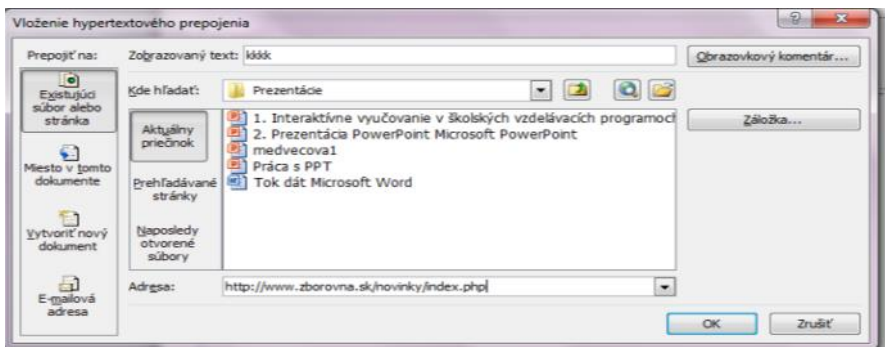 Vloženie hypertextového prepojenia
Prepojiť na:
Zobrazovaný text: kkkk
Obrazovkový komentár...
Existujúci
súbor alebo
stránka
Miesto v tomto
dokumente
Vytvoriť nový
dokument
E-mailová
adresa
Kde hľadať:
Prezentácie
Záložka...
Aktuálny
priečinok
Prehľadávané
stránky
Naposledy
otvorené
súbory
1. Interaktívne vyučovanie v školských vzdelávacích programoch
2. Prezentácia PowerPoint Microsoft PowerPoint
medvecova1
Práca s PPT
Tok dát Microsoft Word
Adresa:
http://www.zborovna.sk/novinky/index.php
OK
Zrušiť